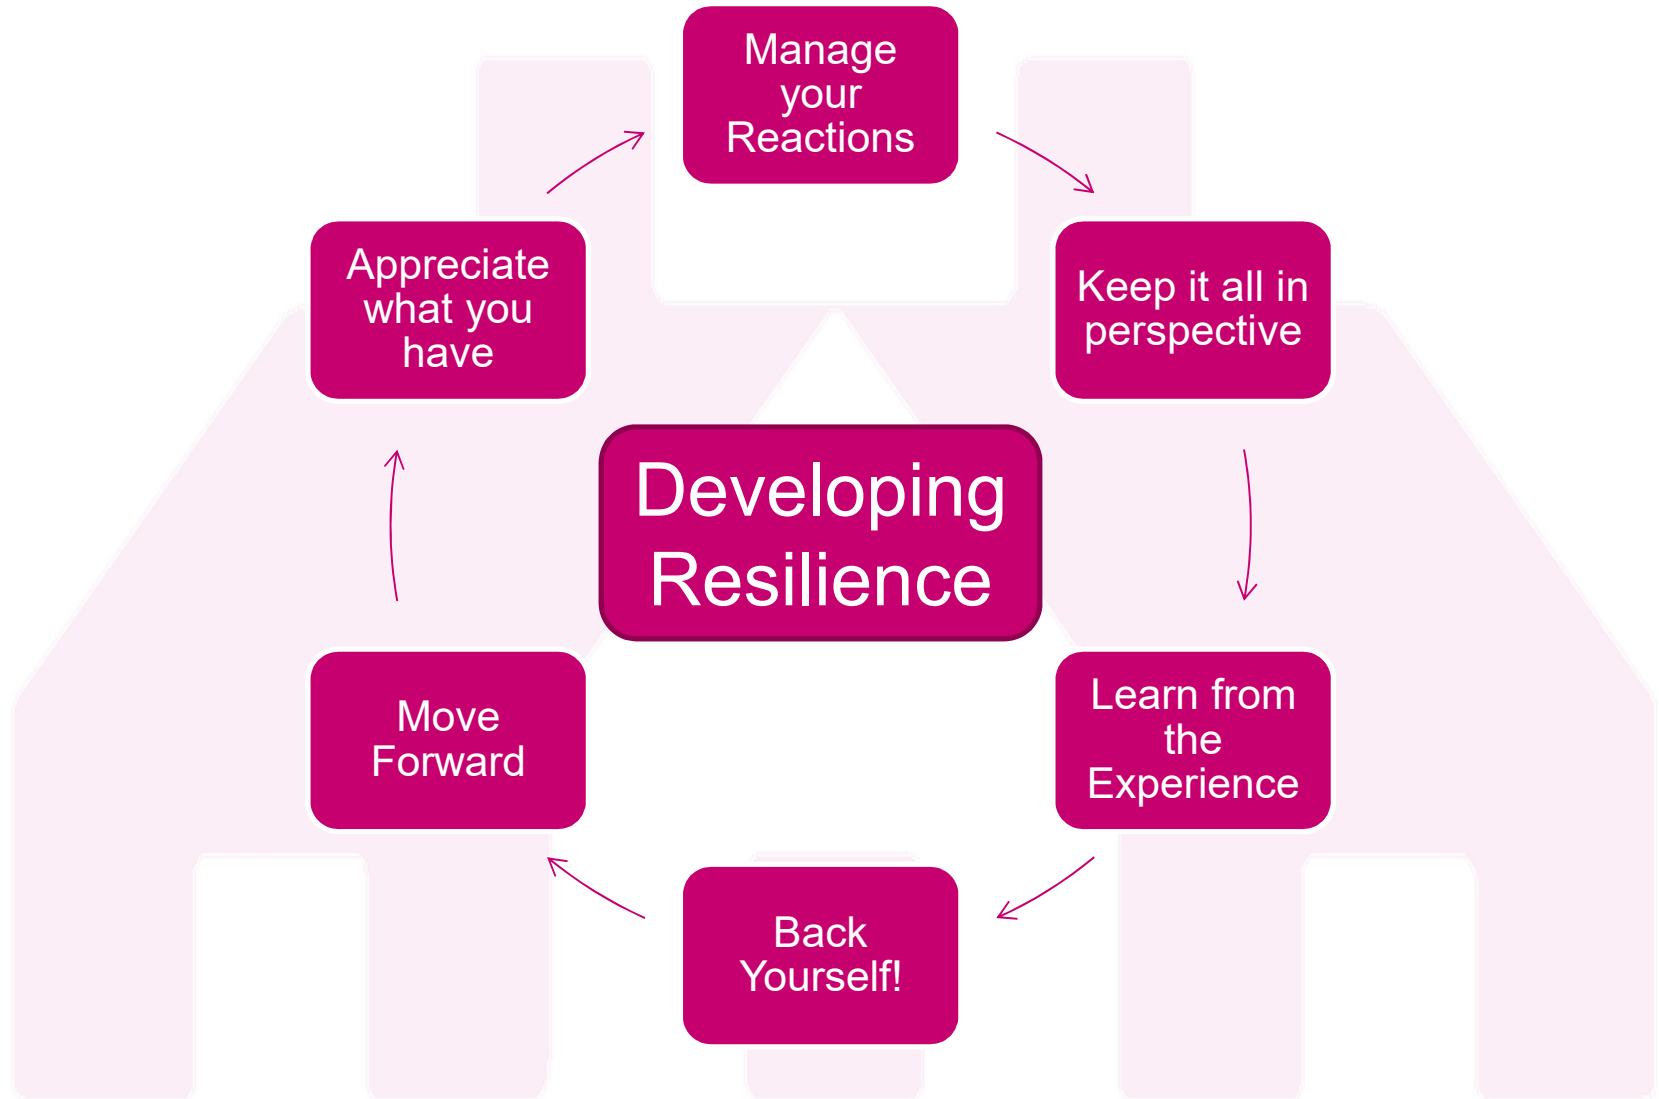 Manage
your
Reactions
Keep it all in
perspective
Learn from
the
Experience
Back
Yourself!
Move
Forward
Appreciate
what you
have
Developing
Resilience